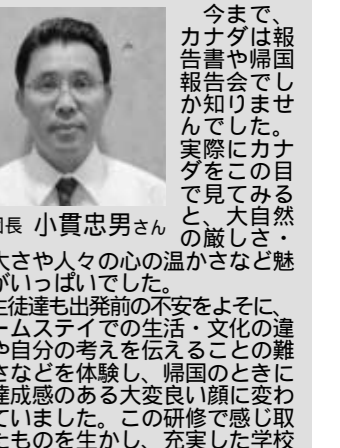 今まで、
カナダは報
告書や帰国
報告会でし
か知りませ
んでした。
実際にカナ
ダをこの目
で見てみる
と、大自然
の厳しさ・
大さや人々の心の温かさなど魅
がいっぱいでした。
生徒達も出発前の不安をよそに、
ームステイでの生活・文化の違
や自分の考えを伝えることの難
さなどを体験し、帰国のときに
達成感のある大変良い顔に変わ
ていました。この研修で感じ取
たものを生かし、充実した学校
長 小貫忠男さん